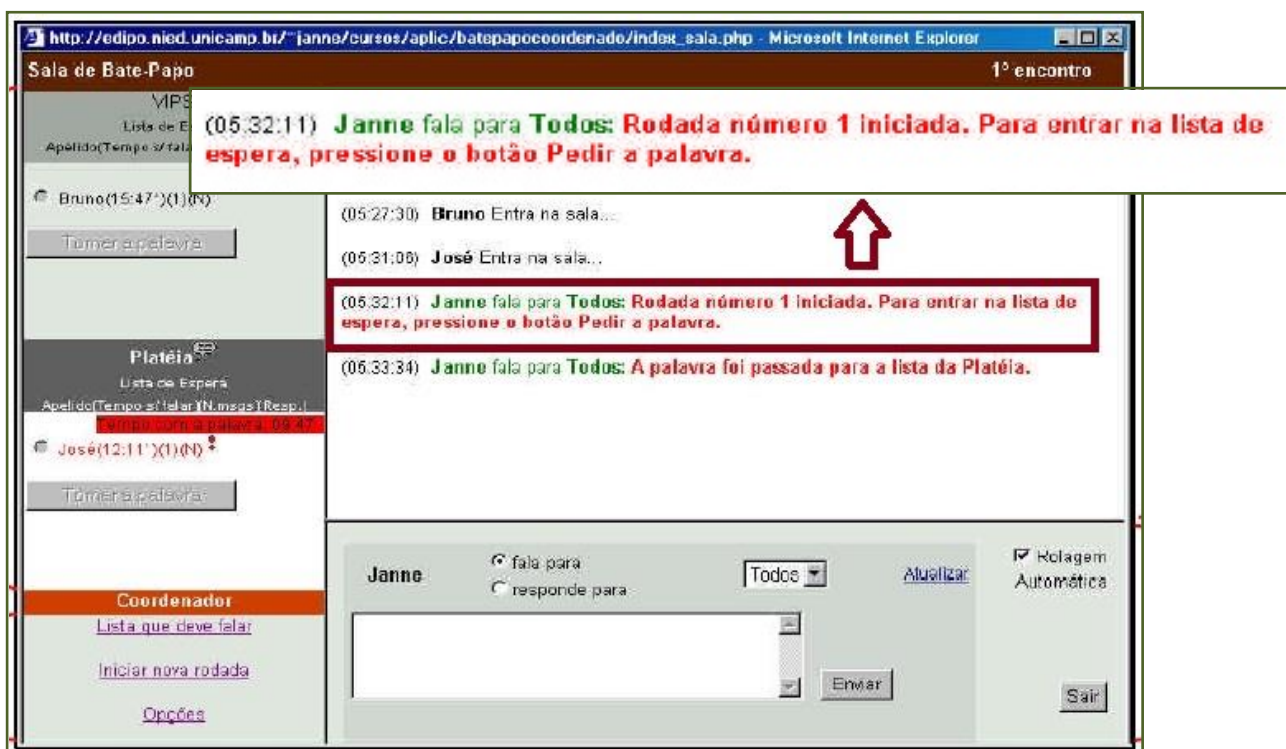 http://edipo.nied.unicamp.br/~janne/cursos/aplic/batepapocoordenado/index_sala.php - Microsoft Internet Explorer
Sala de Bate-Papo
1º encontro
VIPS
Lista de E
Apelido(Tempo s/ fala
Bruno(15:47")(1)(N)
Tomar a palavra
(05:32:11) Janne fala para Todos: Rodada número 1 iniciada. Para entrar na lista de
espera, pressione o botão Pedir a palavra.
(05:27:30) Bruno Entra na sala...
(05:31:06) José Entra na sala...
(05:32:11) Janne fala para Todos: Rodada número 1 iniciada. Para entrar na lista de
espera, pressione o botão Pedir a palavra.
(05:33:34) Janne fala para Todos: A palavra foi passada para a lista da Platéia.
Platéia
Lista de Espera
Apelido(Tempo s/ falar)(N.msgs)(Resp.)
Tempo com a palavra: 09:47
José(12:11")(1)(N)
Tomar a palavra
Coordenador
Lista que deve falar
Iniciar nova rodada
Opções
Janne
fala para
responde para
Todos
Atualizar
Rolagem
Automática
Enviar
Sair